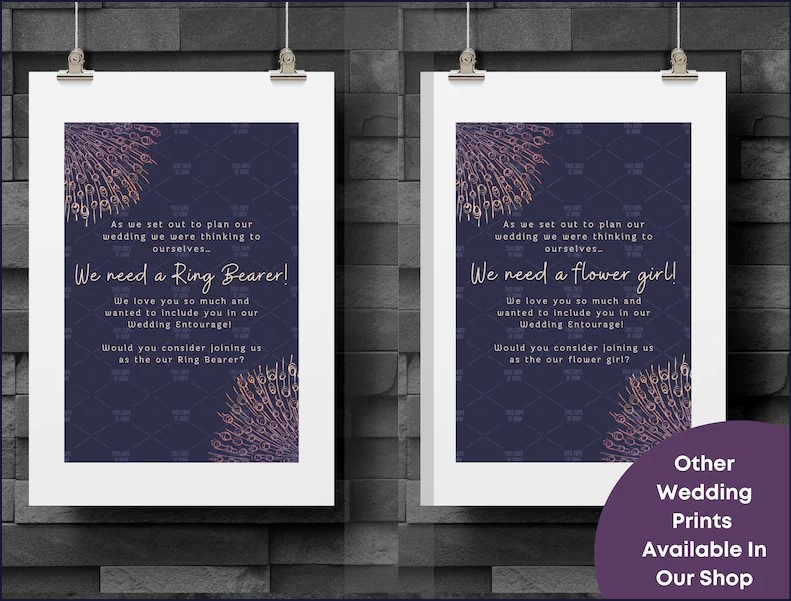 As we set out to plan our
wedding we were thinking to
ourselves...
We need a Ring Bearer!
We love you so much and
wanted to include you in our
Wedding Entourage!
Would you consider joining us
as the our Ring Bearer?
As we set out to plan our
wedding we were thinking to
ourselves...
We need a flower girl!
We love you so much and
wanted to include you in our
Wedding Entourage!
Would you consider joining us
as the our flower girl?
Other
Wedding
Prints
Available In
Our Shop